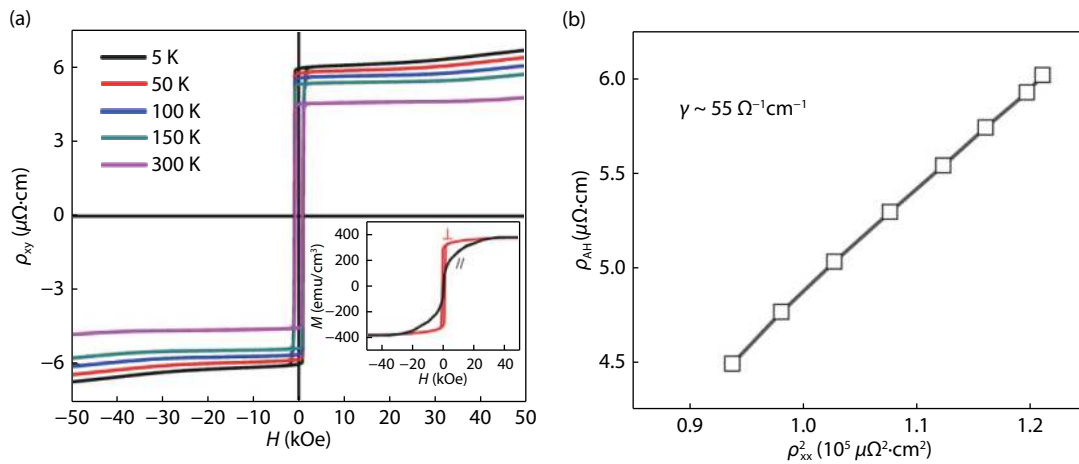 (a)
ρxy (μΩ·cm)
6
3
0
−3
−6
5 K
50 K
100 K
150 K
300 K
−50 −40 −30 −20 −10 0 10 20 30 40 50
H (kOe)
M (emu/cm³)
400
200
0
−200
−400
⊥
//
−40 −20 0 20 40
H (kOe)
(b)
ρAH (μΩ·cm)
6.0
5.5
5.0
4.5
γ ~ 55 Ω⁻¹cm⁻¹
0.9 1.0 1.1 1.2
ρ²xx (10⁵ μΩ²·cm²)